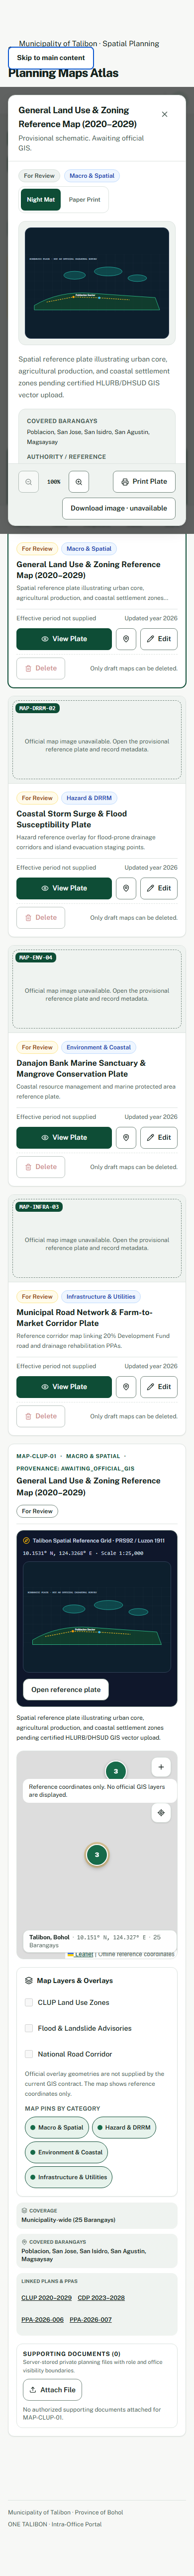 Municipality of Talibon · Spatial Planning
Skip to main content
Planning Maps Atlas
General Land Use & Zoning
Reference Map (2020–2029)
Provisional schematic. Awaiting official
GIS.
For Review
Macro & Spatial
Night Mat
Paper Print
Spatial reference plate illustrating urban core,
agricultural production, and coastal settlement
zones pending certified HLURB/DHSUD GIS
vector upload.
COVERED BARANGAYS
Poblacion, San Jose, San Isidro, San Agustin,
Magsaysay
AUTHORITY / REFERENCE
100%
Print Plate
Download image · unavailable
For Review
Macro & Spatial
General Land Use & Zoning Reference
Map (2020–2029)
Spatial reference plate illustrating urban core,
agricultural production, and coastal settlement zones…
Effective period not supplied
Updated year 2026
View Plate
Edit
Delete
Only draft maps can be deleted.
MAP-DRRM-02
Official map image unavailable. Open the provisional
reference plate and record metadata.
For Review
Hazard & DRRM
Coastal Storm Surge & Flood
Susceptibility Plate
Hazard reference overlay for flood-prone drainage
corridors and island evacuation staging points.
Effective period not supplied
Updated year 2026
View Plate
Edit
Delete
Only draft maps can be deleted.
MAP-ENV-04
Official map image unavailable. Open the provisional
reference plate and record metadata.
For Review
Environment & Coastal
Danajon Bank Marine Sanctuary &
Mangrove Conservation Plate
Coastal resource management and marine protected area
reference plate.
Effective period not supplied
Updated year 2026
View Plate
Edit
Delete
Only draft maps can be deleted.
MAP-INFRA-03
Official map image unavailable. Open the provisional
reference plate and record metadata.
For Review
Infrastructure & Utilities
Municipal Road Network & Farm-to-
Market Corridor Plate
Reference corridor map linking 20% Development Fund
road and drainage rehabilitation PPAs.
Effective period not supplied
Updated year 2026
View Plate
Edit
Delete
Only draft maps can be deleted.
MAP-CLUP-01 · MACRO & SPATIAL ·
PROVENANCE: AWAITING_OFFICIAL_GIS
General Land Use & Zoning Reference
Map (2020–2029)
For Review
Talibon Spatial Reference Grid · PRS92 / Luzon 1911
10.1531° N, 124.3268° E · Scale 1:25,000
Open reference plate
Spatial reference plate illustrating urban core,
agricultural production, and coastal settlement zones
pending certified HLURB/DHSUD GIS vector upload.
3
+
Reference coordinates only. No official GIS layers
are displayed.
3
Talibon, Bohol · 10.151° N, 124.327° E · 25
Barangays
Leaflet | Offline reference coordinates
Map Layers & Overlays
CLUP Land Use Zones
Flood & Landslide Advisories
National Road Corridor
Official overlay geometries are not supplied by the
current GIS contract. The map shows reference
coordinates only.
MAP PINS BY CATEGORY
Macro & Spatial
Hazard & DRRM
Environment & Coastal
Infrastructure & Utilities
COVERAGE
Municipality-wide (25 Barangays)
COVERED BARANGAYS
Poblacion, San Jose, San Isidro, San Agustin,
Magsaysay
LINKED PLANS & PPAS
CLUP 2020–2029
CDP 2023–2028
PPA-2026-006
PPA-2026-007
SUPPORTING DOCUMENTS (0)
Server-stored private planning files with role and office
visibility boundaries.
Attach File
No authorized supporting documents attached for
MAP-CLUP-01.
Municipality of Talibon · Province of Bohol
ONE TALIBON · Intra-Office Portal